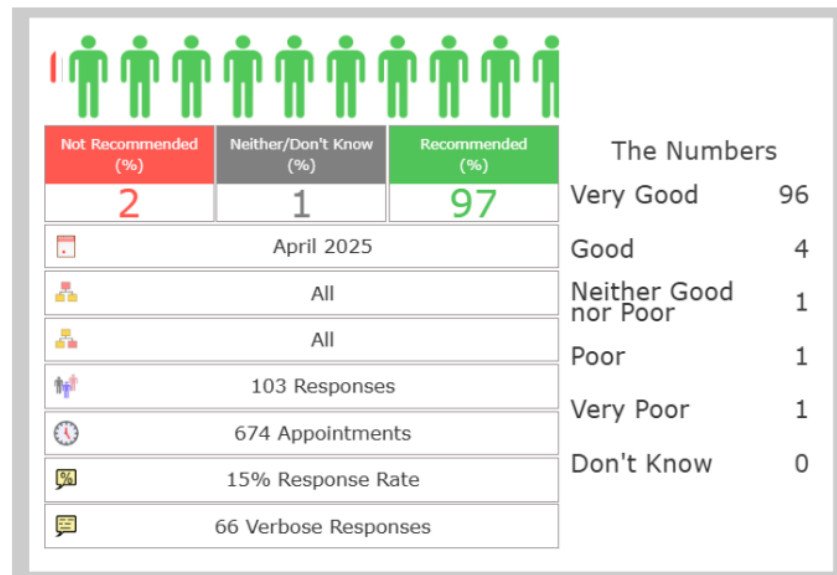 Not Recommended (%)
Neither/Don't Know (%)
Recommended (%)
2
1
97
April 2025
All
All
103 Responses
674 Appointments
15% Response Rate
66 Verbose Responses
The Numbers
Very Good 96
Good 4
Neither Good
nor Poor 1
Poor 1
Very Poor 1
Don't Know 0